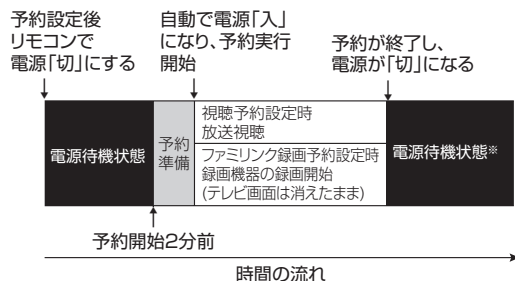 予約設定後
リモコンで
電源「切」にする
自動で電源「入」
になり、予約実行
開始
予約が終了し、
電源が「切」になる
電源待機状態
予約
準備
視聴予約設定時
放送視聴
ファミリンク録画予約設定時
録画機器の録画開始
(テレビ画面は消えたまま)
電源待機状態※
予約開始2分前
時間の流れ